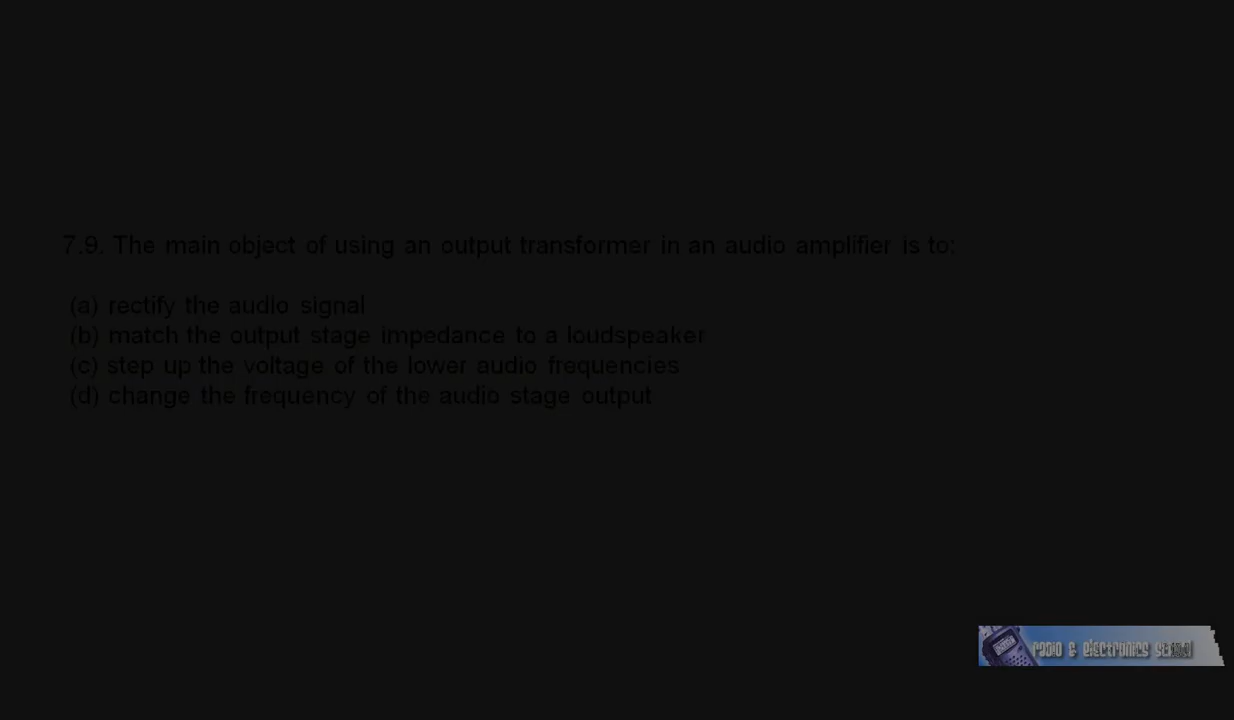 7.9. The main object of using an output transformer in an audio amplifier is to:
(a) rectify the audio signal
(b) match the output stage impedance to a loudspeaker
(c) step up the voltage of the lower audio frequencies
(d) change the frequency of the audio stage output
radio & electronics school